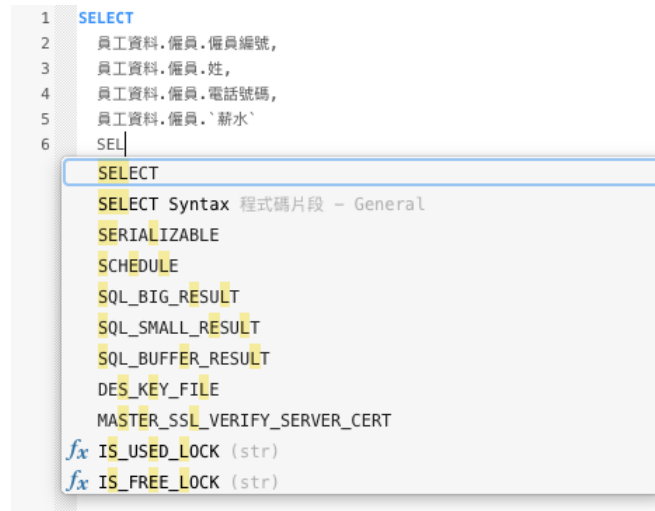 1 SELECT
2 員工資料.僱員.僱員編號,
3 員工資料.僱員.姓,
4 員工資料.僱員.電話號碼,
5 員工資料.僱員.`薪水`
6 SEL
SELECT
SELECT Syntax 程式碼片段 – General
SERIALIZABLE
SCHEDULE
SQL_BIG_RESULT
SQL_SMALL_RESULT
SQL_BUFFER_RESULT
DES_KEY_FILE
MASTER_SSL_VERIFY_SERVER_CERT
fx IS_USED_LOCK (str)
fx IS_FREE_LOCK (str)